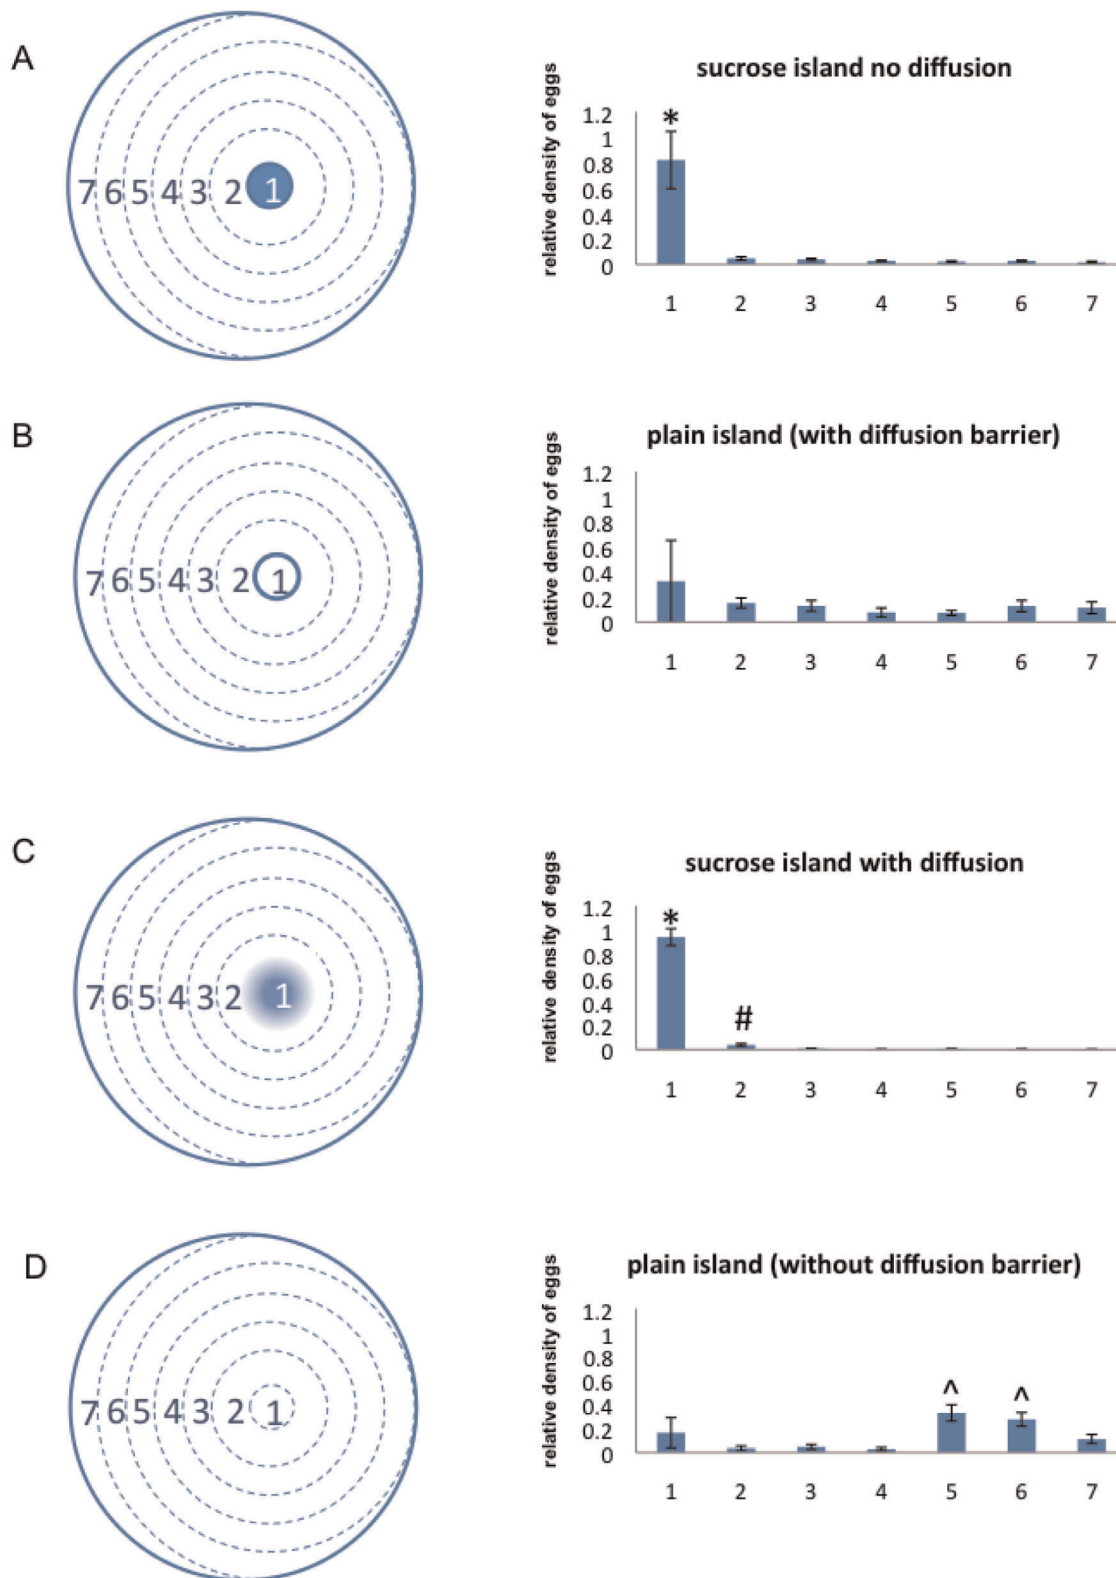 A
7 6 5 4 3 2 1
sucrose island no diffusion
relative density of eggs
1.2
1
0.8
0.6
0.4
0.2
0
*
1 2 3 4 5 6 7
B
7 6 5 4 3 2 1
plain island (with diffusion barrier)
relative density of eggs
1.2
1
0.8
0.6
0.4
0.2
0
1 2 3 4 5 6 7
C
7 6 5 4 3 2 1
sucrose island with diffusion
relative density of eggs
1.2
1
0.8
0.6
0.4
0.2
0
*
#
1 2 3 4 5 6 7
D
7 6 5 4 3 2 1
plain island (without diffusion barrier)
relative density of eggs
1.2
1
0.8
0.6
0.4
0.2
0
^ ^
1 2 3 4 5 6 7